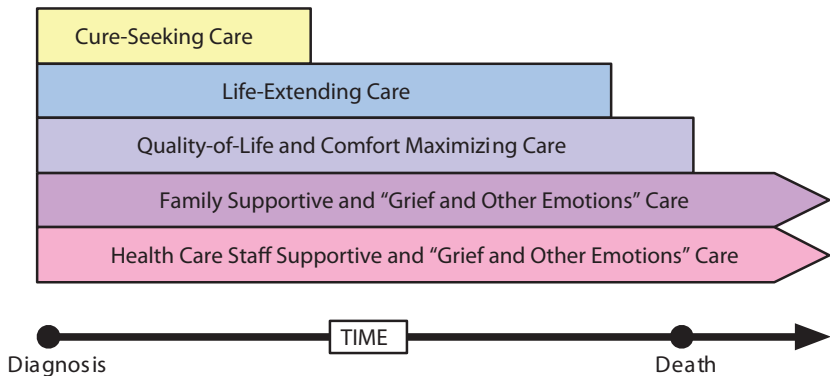 Cure-Seeking Care
Life-Extending Care
Quality-of-Life and Comfort Maximizing Care
Family Supportive and “Grief and Other Emotions” Care
Health Care Staff Supportive and “Grief and Other Emotions” Care
TIME
Diagnosis
Death